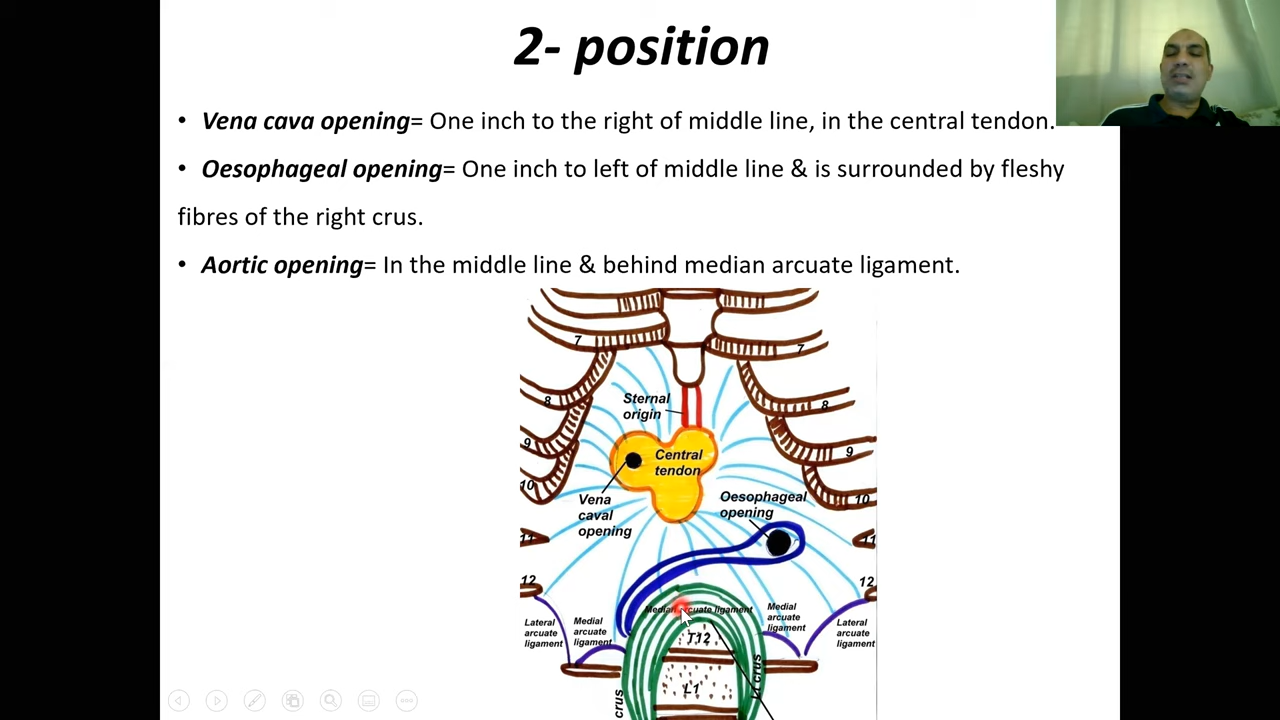 2- position
• Vena cava opening= One inch to the right of middle line, in the central tendon.
• Oesophageal opening= One inch to left of middle line & is surrounded by fleshy
fibres of the right crus.
• Aortic opening= In the middle line & behind median arcuate ligament.
7
7
Sternal
origin
8
8
9
9
Central
tendon
10
10
Vena
caval
opening
Oesophageal
opening
11
11
12
12
Lateral
arcuate
ligament
Medial
arcuate
ligament
Median arcuate ligament
Medial
arcuate
ligament
Lateral
arcuate
ligament
T12
L1
crus
crus